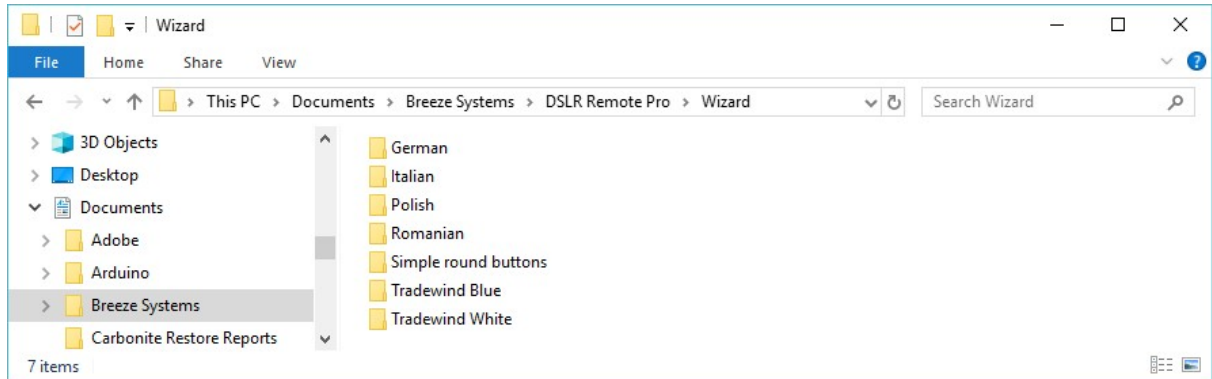 Wizard
File Home Share View
This PC > Documents > Breeze Systems > DSLR Remote Pro > Wizard Search Wizard
3D Objects
Desktop
Documents
Adobe
Arduino
Breeze Systems
Carbonite Restore Reports
German
Italian
Polish
Romanian
Simple round buttons
Tradewind Blue
Tradewind White
7 items